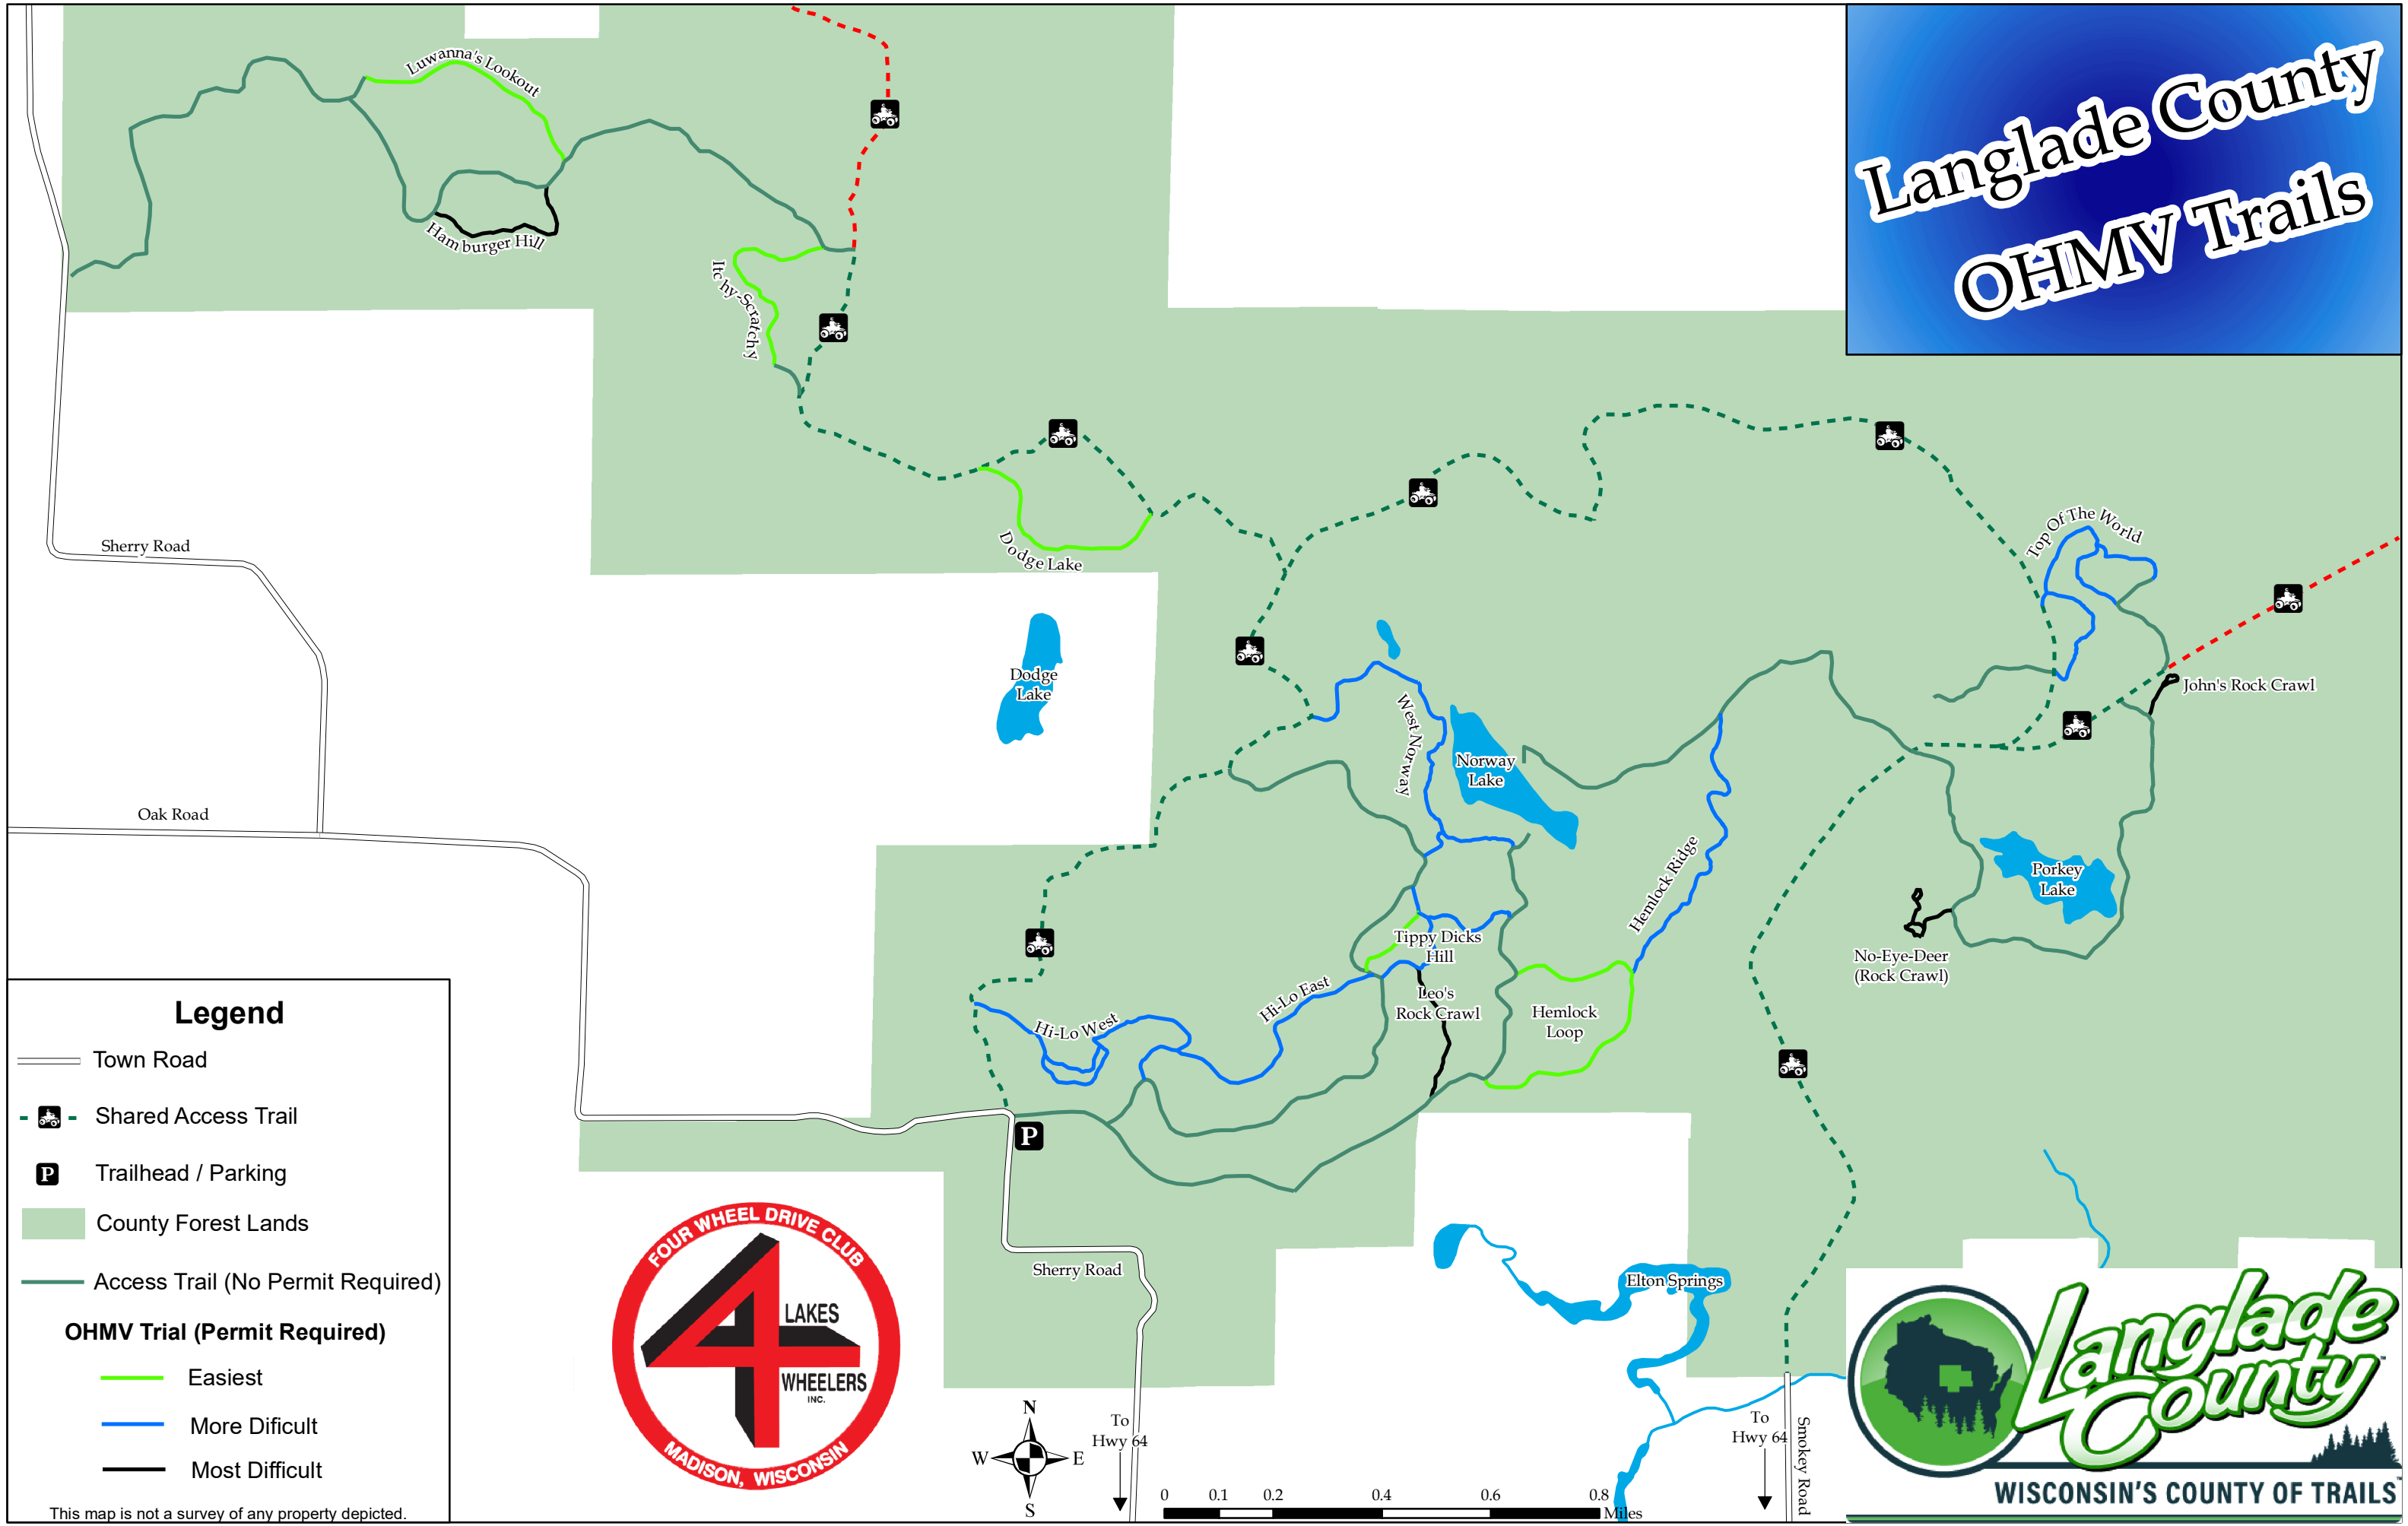 Langlade County
OHMV Trails
Luwanna's Lookout
Hamburger Hill
Itchy-Scratchy
Dodge Lake
Top Of The World
Sherry Road
Dodge
Lake
West Norway
Norway
Lake
John's Rock Crawl
Oak Road
Hemlock Ridge
Porkey
Lake
Tippy Dicks
Hill
No-Eye-Deer
(Rock Crawl)
Hi-Lo East
Leo's
Rock Crawl
Hemlock
Loop
Hi-Lo West
P
Sherry Road
Elton Springs
Legend
Town Road
Shared Access Trail
P Trailhead / Parking
County Forest Lands
Access Trail (No Permit Required)
OHMV Trial (Permit Required)
Easiest
More Dificult
Most Difficult
This map is not a survey of any property depicted.
FOUR WHEEL DRIVE CLUB
4
LAKES
WHEELERS
INC.
MADISON, WISCONSIN
N
W E
S
To
Hwy 64
To
Hwy 64
Smokey Road
0 0.1 0.2 0.4 0.6 0.8
Miles
Langlade
County™
WISCONSIN'S COUNTY OF TRAILS™